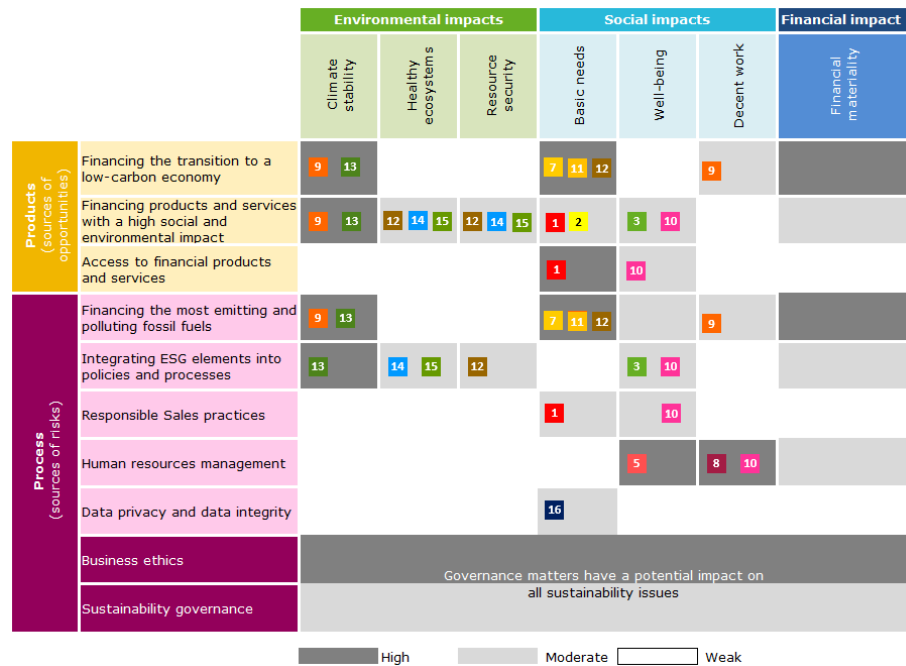 Environmental impacts
Social impacts
Financial impact
Climate
stability
Healthy
ecosystems
Resource
security
Basic needs
Well-being
Decent work
Financial
materiality
Products
(sources of
opportunities)
Financing the transition to a
low-carbon economy
9 13
7 11 12
9
Financing products and services
with a high social and
environmental impact
9 13
12 14 15
12 14 15
1 2
3 10
Access to financial products
and services
1
10
Process
(sources of risks)
Financing the most emitting and
polluting fossil fuels
9 13
7 11 12
9
Integrating ESG elements into
policies and processes
13
14 15
12
3 10
Responsible Sales practices
1
10
Human resources management
5
8 10
Data privacy and data integrity
16
Business ethics
Sustainability governance
Governance matters have a potential impact on
all sustainability issues
High
Moderate
Weak